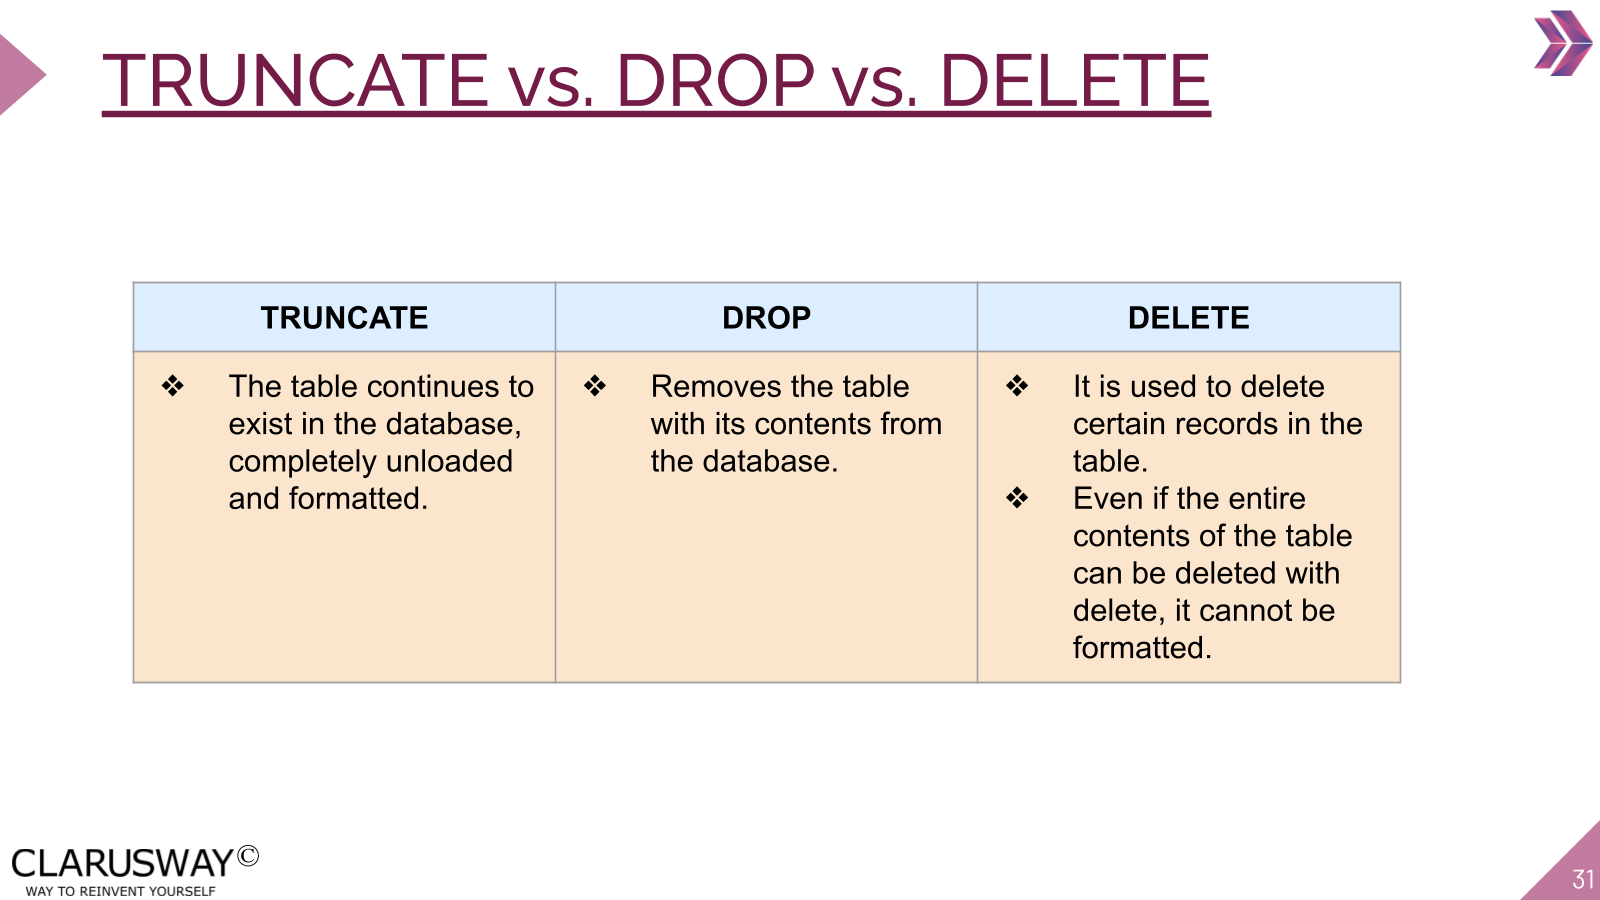 TRUNCATE vs. DROP vs. DELETE
TRUNCATE
DROP
DELETE
❖ The table continues to
exist in the database,
completely unloaded
and formatted.
❖ Removes the table
with its contents from
the database.
❖ It is used to delete
certain records in the
table.
❖ Even if the entire
contents of the table
can be deleted with
delete, it cannot be
formatted.
CLARUSWAY©
WAY TO REINVENT YOURSELF
31